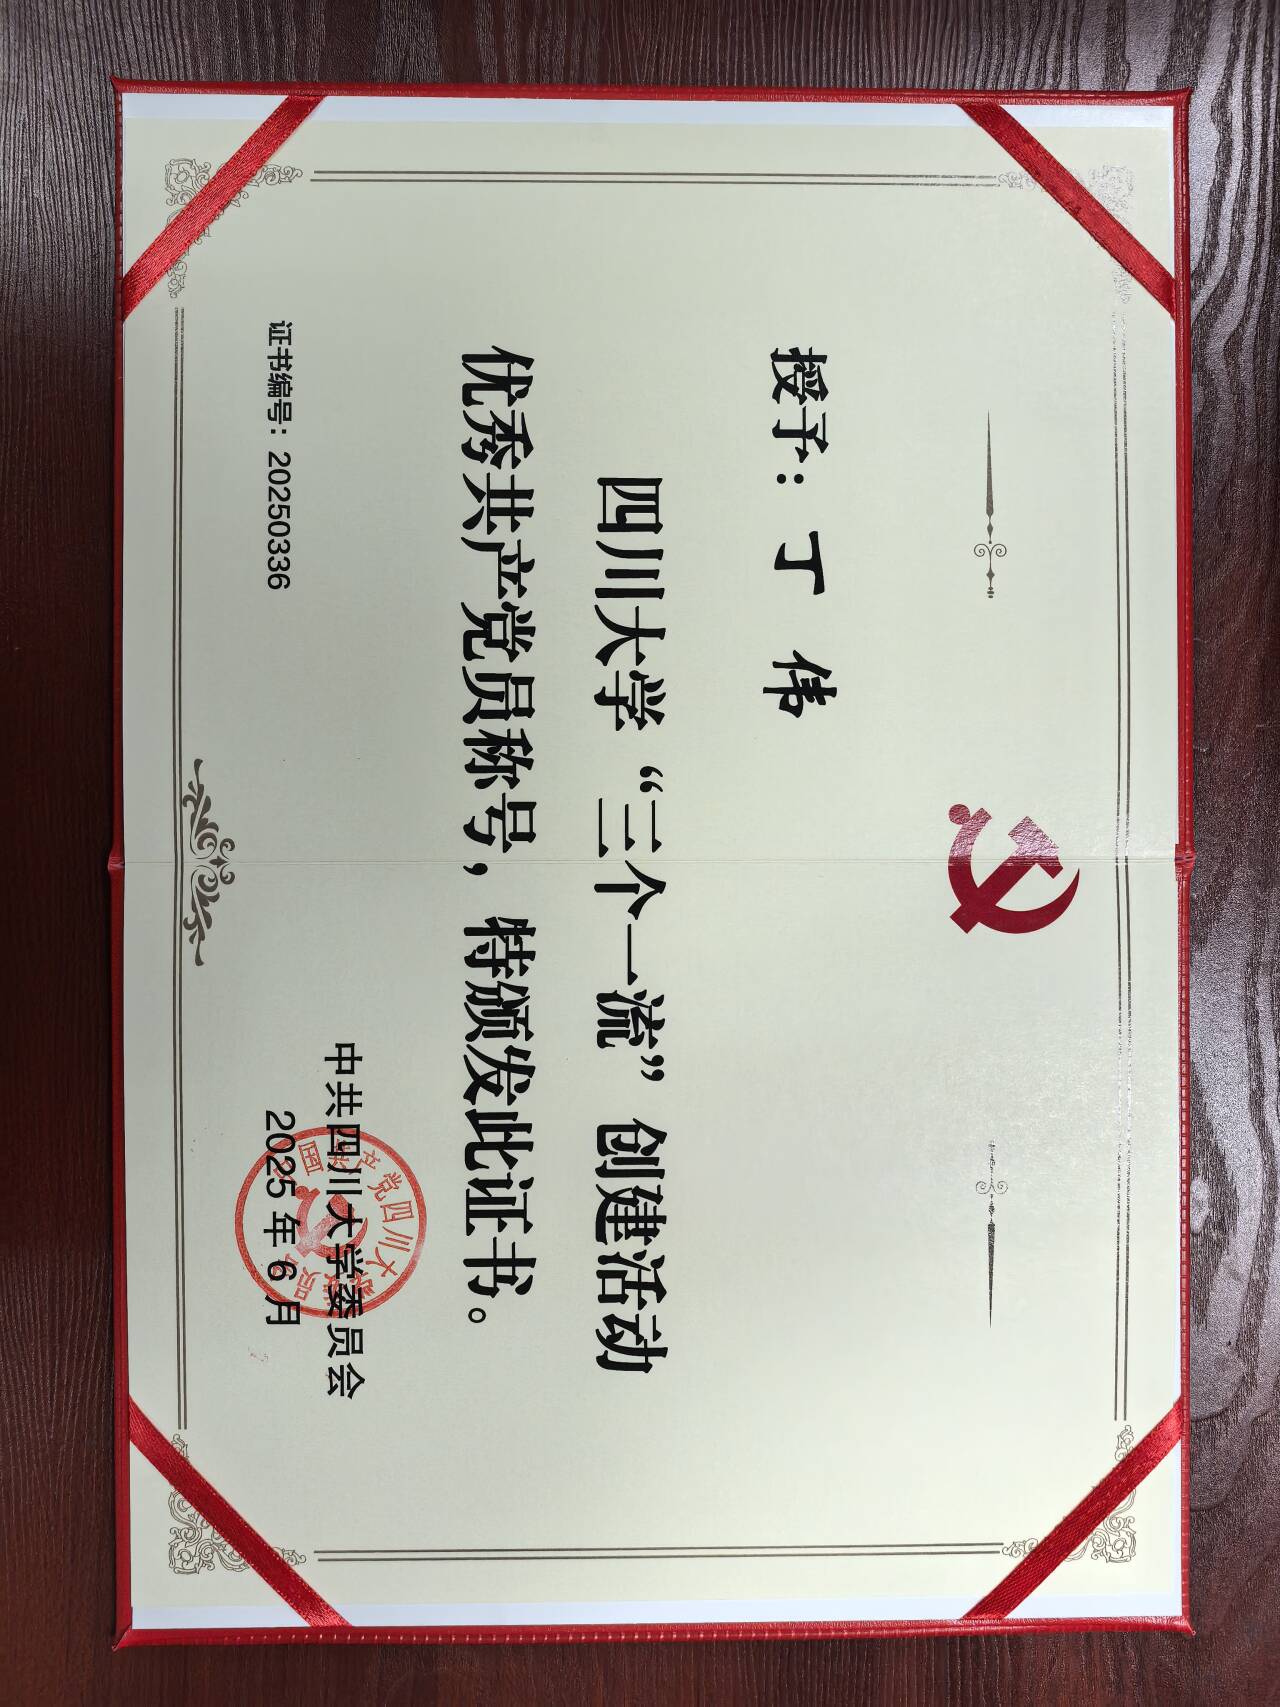 授予：丁 伟
四川大学“三个一流”创建活动
优秀共产党员称号，特颁发此证书。
中共四川大学委员会
2025年6月
证书编号：20250336